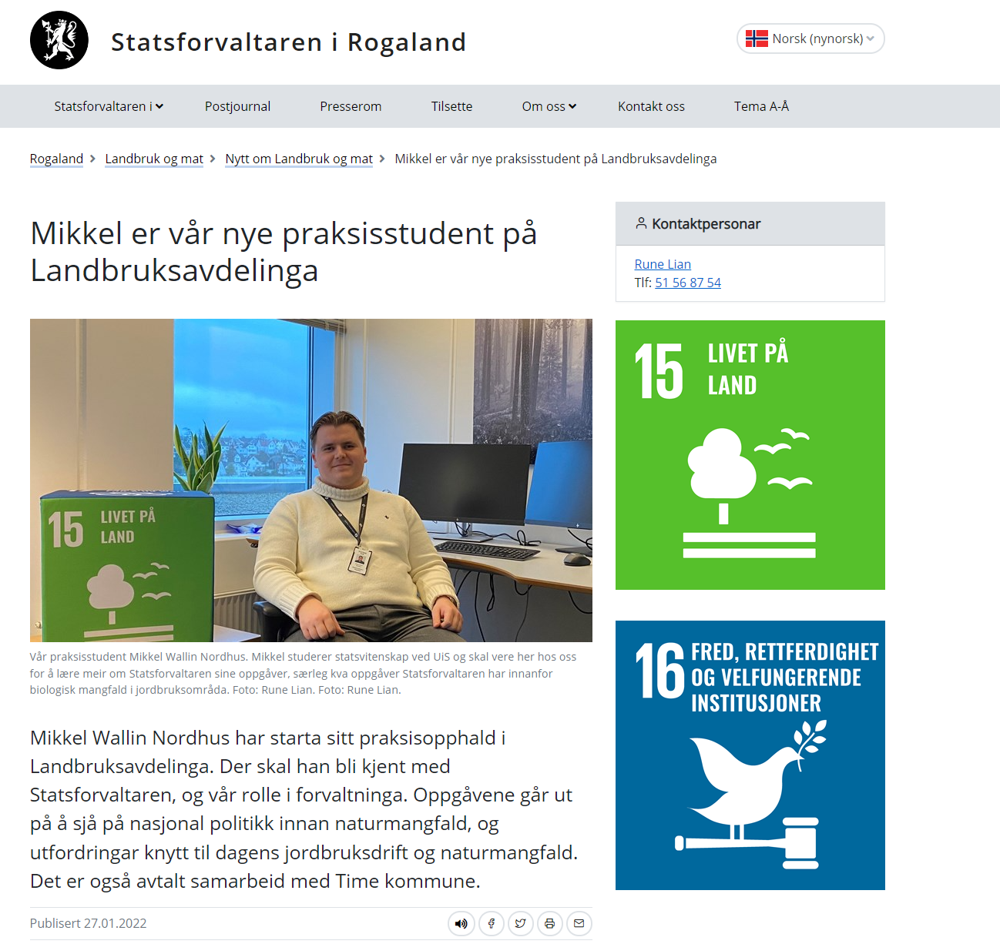 Statsforvaltaren i Rogaland
Norsk (nynorsk)
Statsforvaltaren i
Postjournal
Presserom
Tilsette
Om oss
Kontakt oss
Tema A-Å
Rogaland
Landbruk og mat
Nytt om Landbruk og mat
Mikkel er vår nye praksisstudent på Landbruksavdelinga
Mikkel er vår nye praksisstudent på
Landbruksavdelinga
15 LIVET PÅ
LAND
Vår praksisstudent Mikkel Wallin Nordhus. Mikkel studerer statsvitenskap ved UiS og skal vere her hos oss
for å lære meir om Statsforvaltaren sine oppgåver, særleg kva oppgåver Statsforvaltaren har innanfor
biologisk mangfald i jordbruksområda. Foto: Rune Lian. Foto: Rune Lian.
Mikkel Wallin Nordhus har starta sitt praksisopphald i
Landbruksavdelinga. Der skal han bli kjent med
Statsforvaltaren, og vår rolle i forvaltninga. Oppgåvene går ut
på å sjå på nasjonal politikk innan naturmangfald, og
utfordringar knytt til dagens jordbruksdrift og naturmangfald.
Det er også avtalt samarbeid med Time kommune.
Publisert 27.01.2022
Kontaktpersonar
Rune Lian
Tlf: 51 56 87 54
15 LIVET PÅ
LAND
16 FRED, RETTFERDIGHET
OG VELFUNGERENDE
INSTITUSJONER